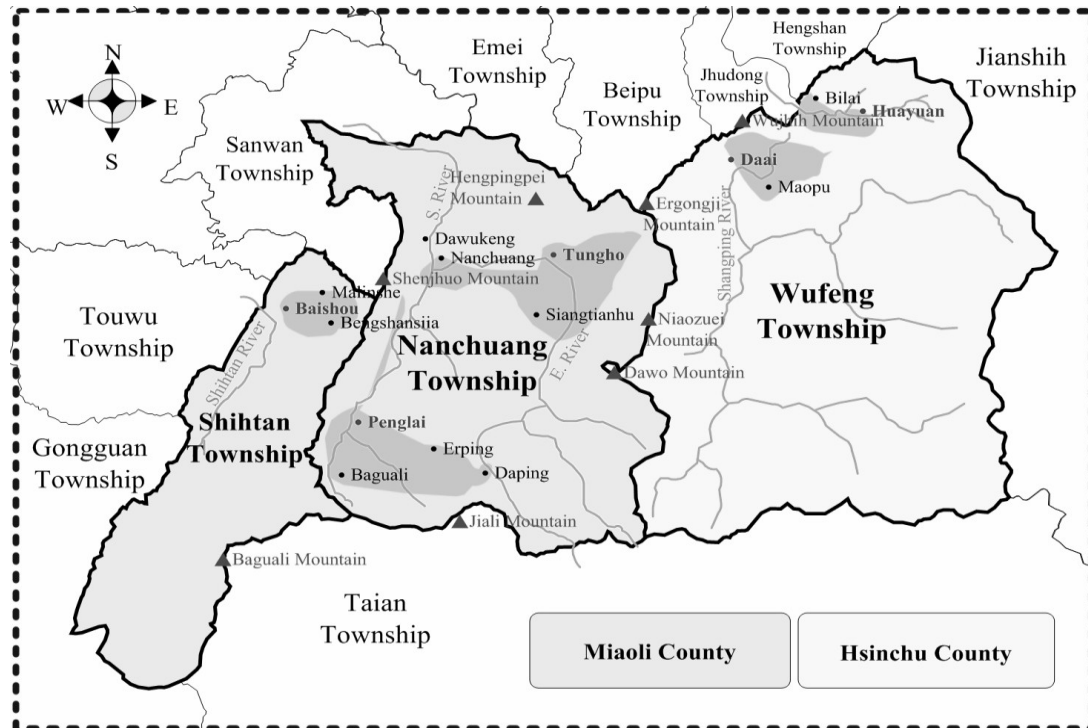 N
W
E
S
Emei
Township
Hengshan
Township
Jianshih
Township
Beipu
Township
Jhudong
Township
Bilai
Huayuan
Wujhih Mountain
Sanwan
Township
S. River
Hengpingpei
Mountain
Daai
Maopu
Ergongji
Mountain
Shangping River
Dawukeng
Nanchuang
Tungho
Shenjhuo Mountain
Malinshe
Baishou
Bengshansiia
Siangtianhu
Wufeng
Township
Niaozuei
Mountain
Touwu
Township
Shihtan River
Nanchuang
Township
E. River
Dawo Mountain
Shihtan
Township
Penglai
Erping
Baguali
Daping
Gongguan
Township
Jiali Mountain
Baguali Mountain
Taian
Township
Miaoli County
Hsinchu County